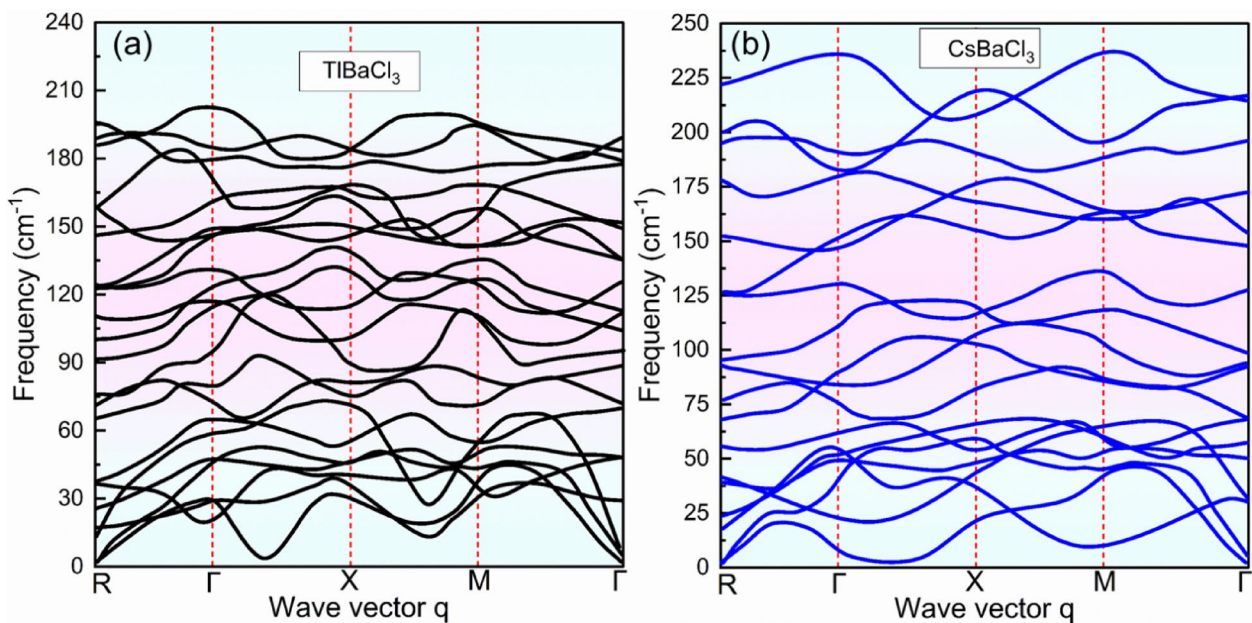 (a)
TlBaCl3
Frequency (cm-1)
240
210
180
150
120
90
60
30
0
R Γ X M Γ
Wave vector q
(b)
CsBaCl3
Frequency (cm-1)
250
225
200
175
150
125
100
75
50
25
0
R Γ X M Γ
Wave vector q